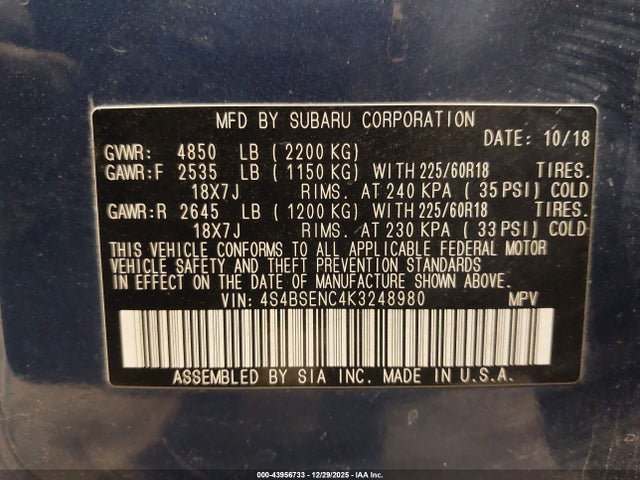 MFD BY SUBARU CORPORATION
DATE: 10/18
GVWR: 4850 LB (2200 KG)
GAWR:F 2535 LB (1150 KG) WITH 225/60R18 TIRES.
18X7J RIMS. AT 240 KPA (35 PSI) COLD
GAWR:R 2645 LB (1200 KG) WITH 225/60R18 TIRES.
18X7J RIMS. AT 230 KPA (33 PSI) COLD
THIS VEHICLE CONFORMS TO ALL APPLICABLE FEDERAL MOTOR
VEHICLE SAFETY AND THEFT PREVENTION STANDARDS
IN EFFECT ON THE DATE OF MANUFACTURE SHOWN ABOVE.
VIN: 4S4BSENC4K3248980 MPV
ASSEMBLED BY SIA INC. MADE IN U.S.A.
000-43956733 - 12/29/2025 - IAA Inc.